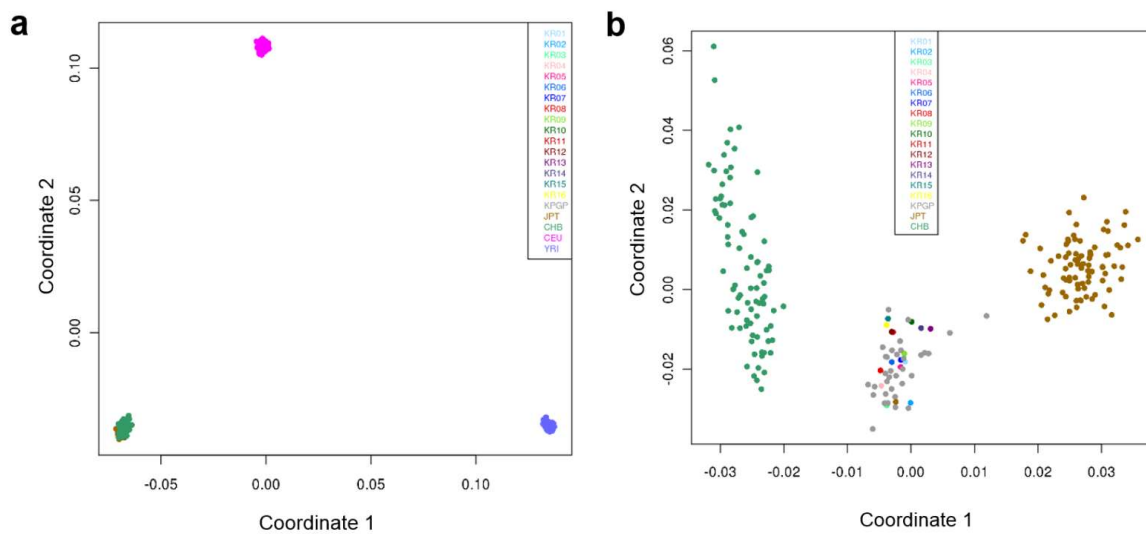 a
0.10
0.05
0.00
-0.05
0.00
0.05
0.10
Coordinate 2
Coordinate 1
KR01
KR02
KR03
KR04
KR05
KR06
KR07
KR08
KR09
KR10
KR11
KR12
KR13
KR14
KR15
KR16
KPGP
JPT
CHB
CEU
YRI
b
0.06
0.04
0.02
0.00
-0.02
-0.03
-0.02
-0.01
0.00
0.01
0.02
0.03
Coordinate 2
Coordinate 1
KR01
KR02
KR03
KR04
KR05
KR06
KR07
KR08
KR09
KR10
KR11
KR12
KR13
KR14
KR15
KR16
KPGP
JPT
CHB